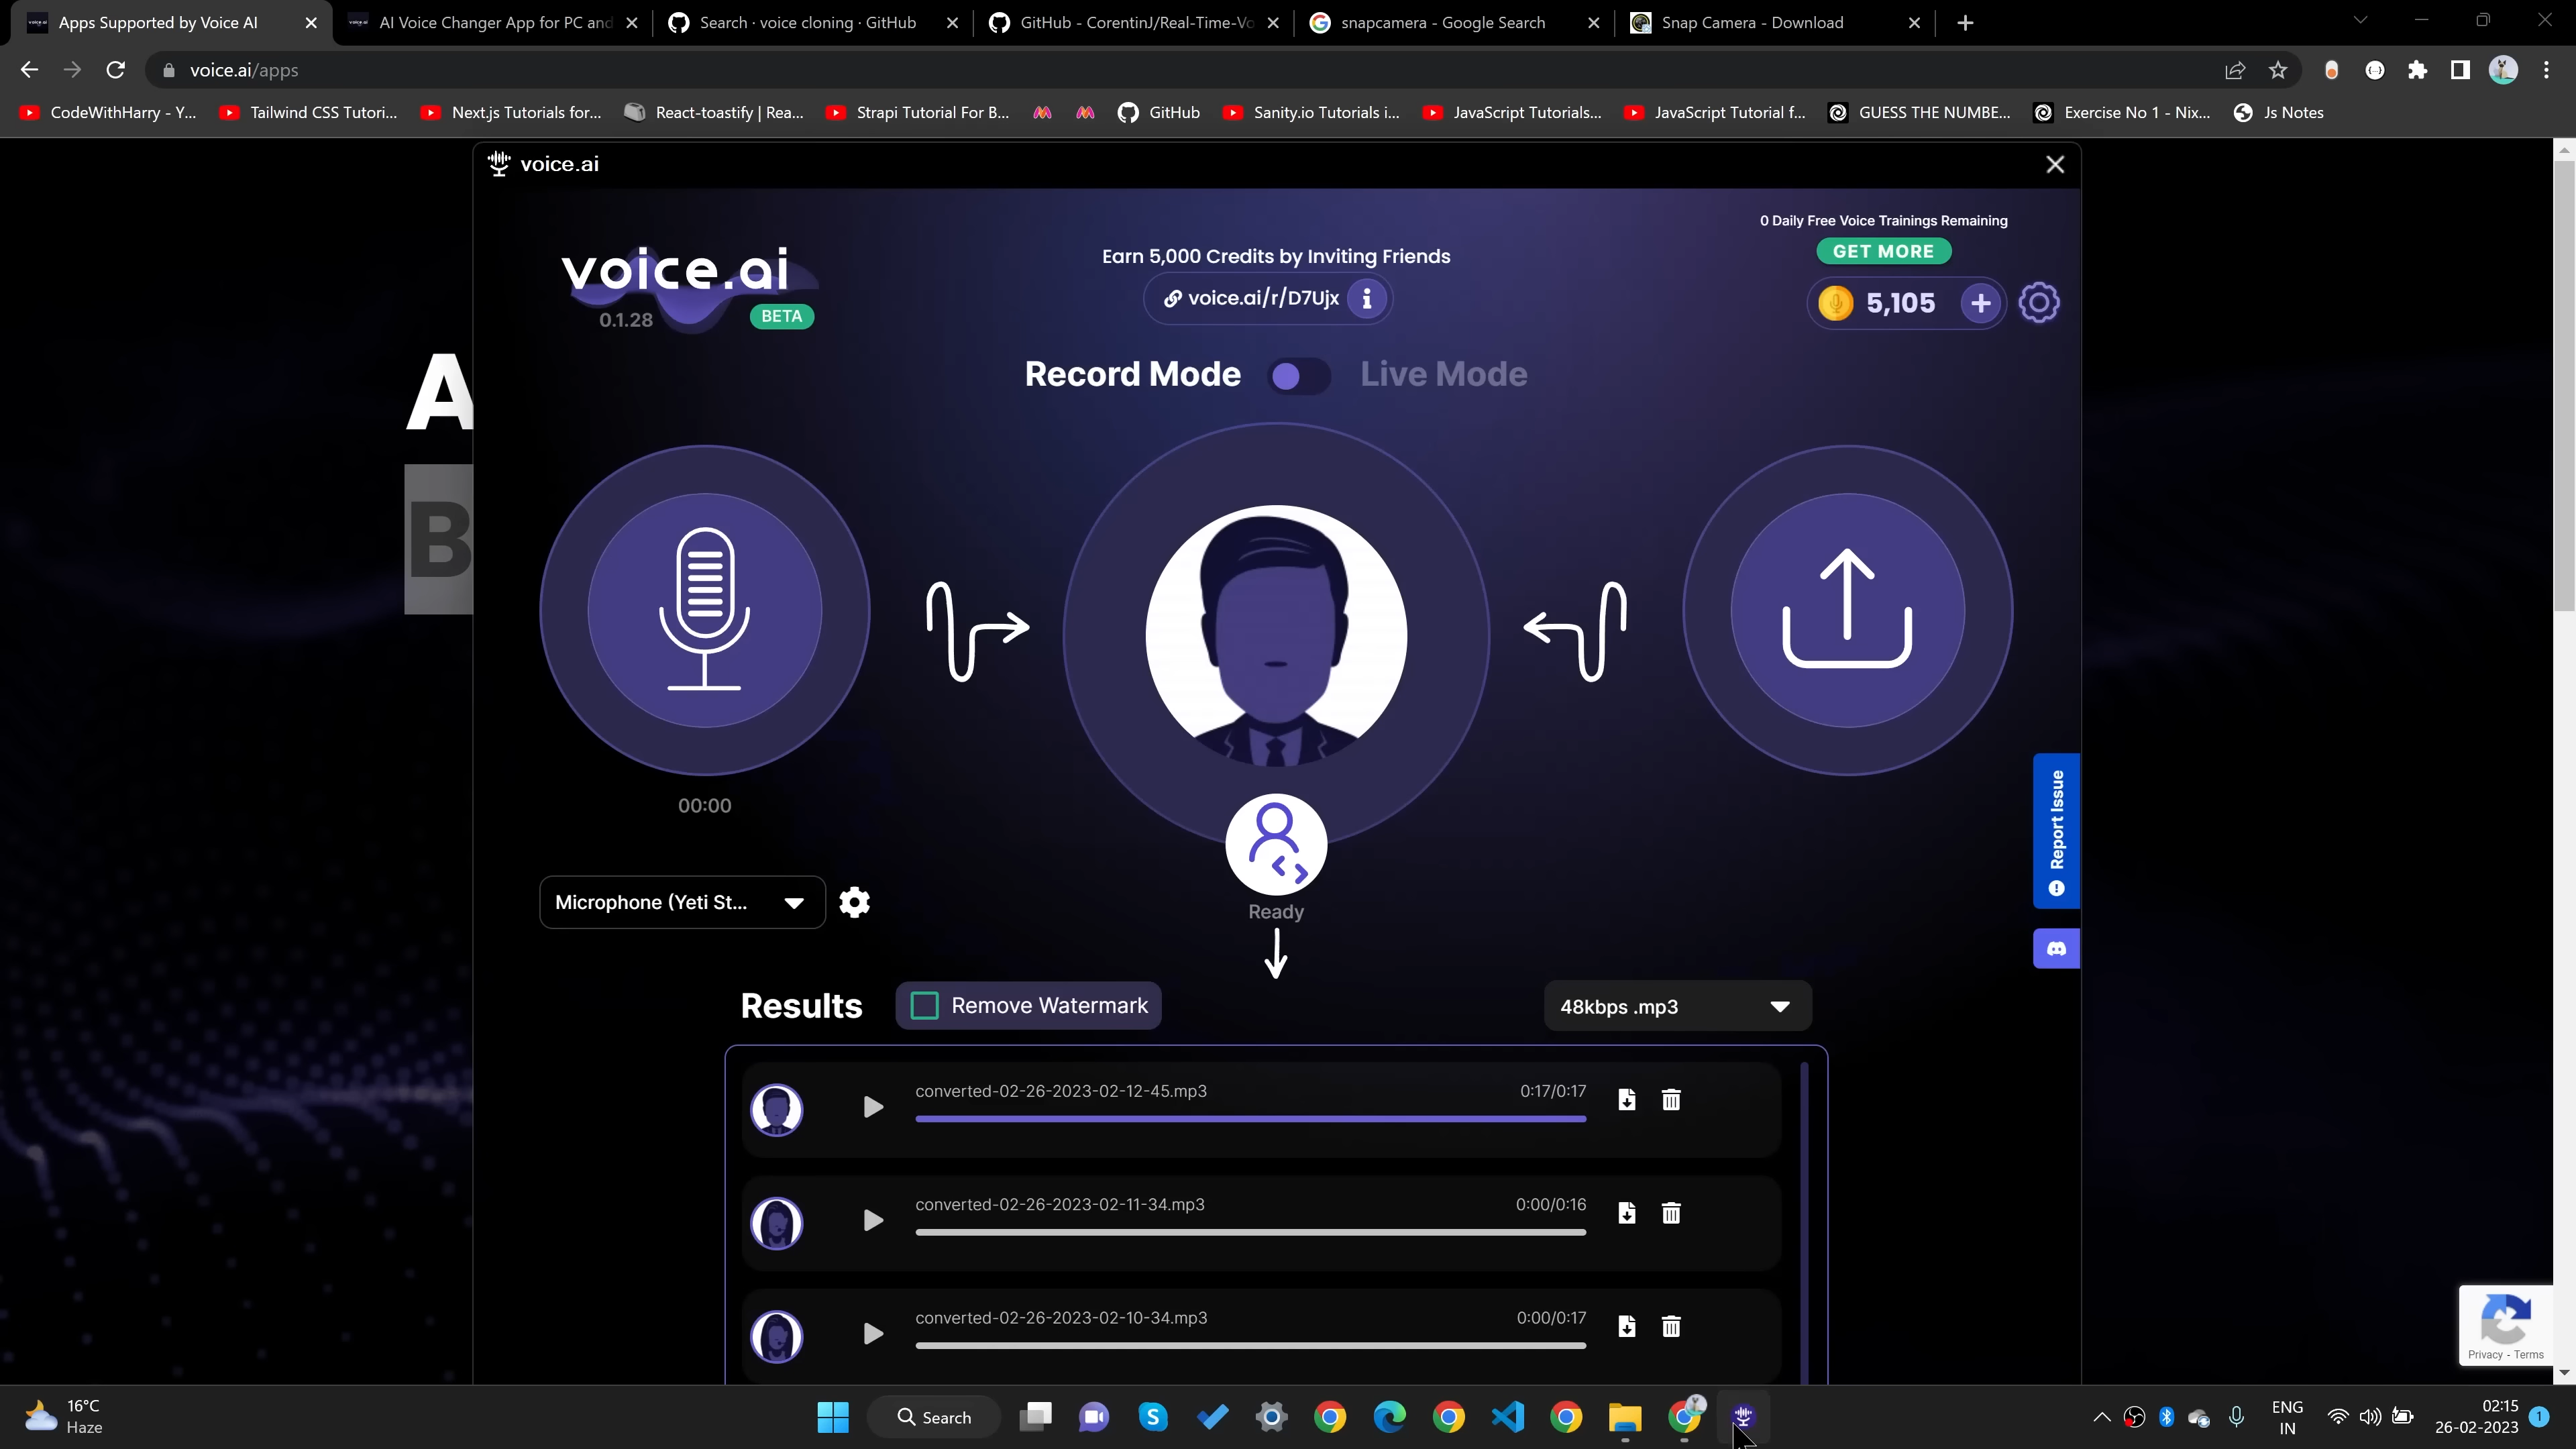 Apps Supported by Voice AI
AI Voice Changer App for PC and
Search · voice cloning · GitHub
GitHub - CorentinJ/Real-Time-Vo
snapcamera - Google Search
Snap Camera - Download
voice.ai/apps
CodeWithHarry - Y...
Tailwind CSS Tutori...
Next.js Tutorials for...
React-toastify | Rea...
Strapi Tutorial For B...
GitHub
Sanity.io Tutorials i...
JavaScript Tutorials...
JavaScript Tutorial f...
GUESS THE NUMBE...
Exercise No 1 - Nix...
Js Notes
voice.ai
0 Daily Free Voice Trainings Remaining
GET MORE
voice.ai
0.1.28
BETA
Earn 5,000 Credits by Inviting Friends
voice.ai/r/D7Ujx
5,105
Record Mode
Live Mode
A
B
00:00
Microphone (Yeti St...
Ready
Report Issue
Results
Remove Watermark
48kbps .mp3
converted-02-26-2023-02-12-45.mp3
0:17/0:17
converted-02-26-2023-02-11-34.mp3
0:00/0:16
converted-02-26-2023-02-10-34.mp3
0:00/0:17
Privacy - Terms
16°C
Haze
Search
ENG
IN
02:15
26-02-2023
1